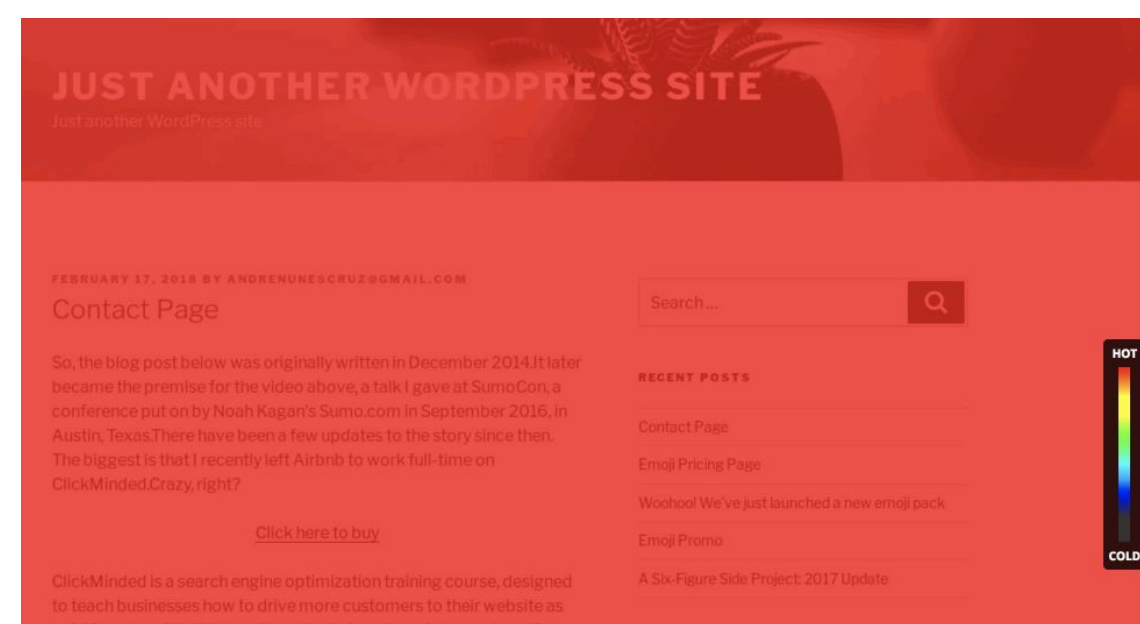 JUST ANOTHER WORDPRESS SITE
Just another WordPress site
FEBRUARY 17, 2018 BY ANDRENUNESCRUZ@GMAIL.COM
Contact Page
So, the blog post below was originally written in December 2014.It later
became the premise for the video above, a talk I gave at SumoCon, a
conference put on by Noah Kagan's Sumo.com in September 2016, in
Austin, Texas.There have been a few updates to the story since then.
The biggest is that I recently left Airbnb to work full-time on
ClickMinded.Crazy, right?
Click here to buy
ClickMinded is a search engine optimization training course, designed
to teach businesses how to drive more customers to their website as
Search ...
RECENT POSTS
Contact Page
Emoji Pricing Page
Woohoo! We've just launched a new emoji pack
Emoji Promo
A Six-Figure Side Project: 2017 Update
HOT
COLD